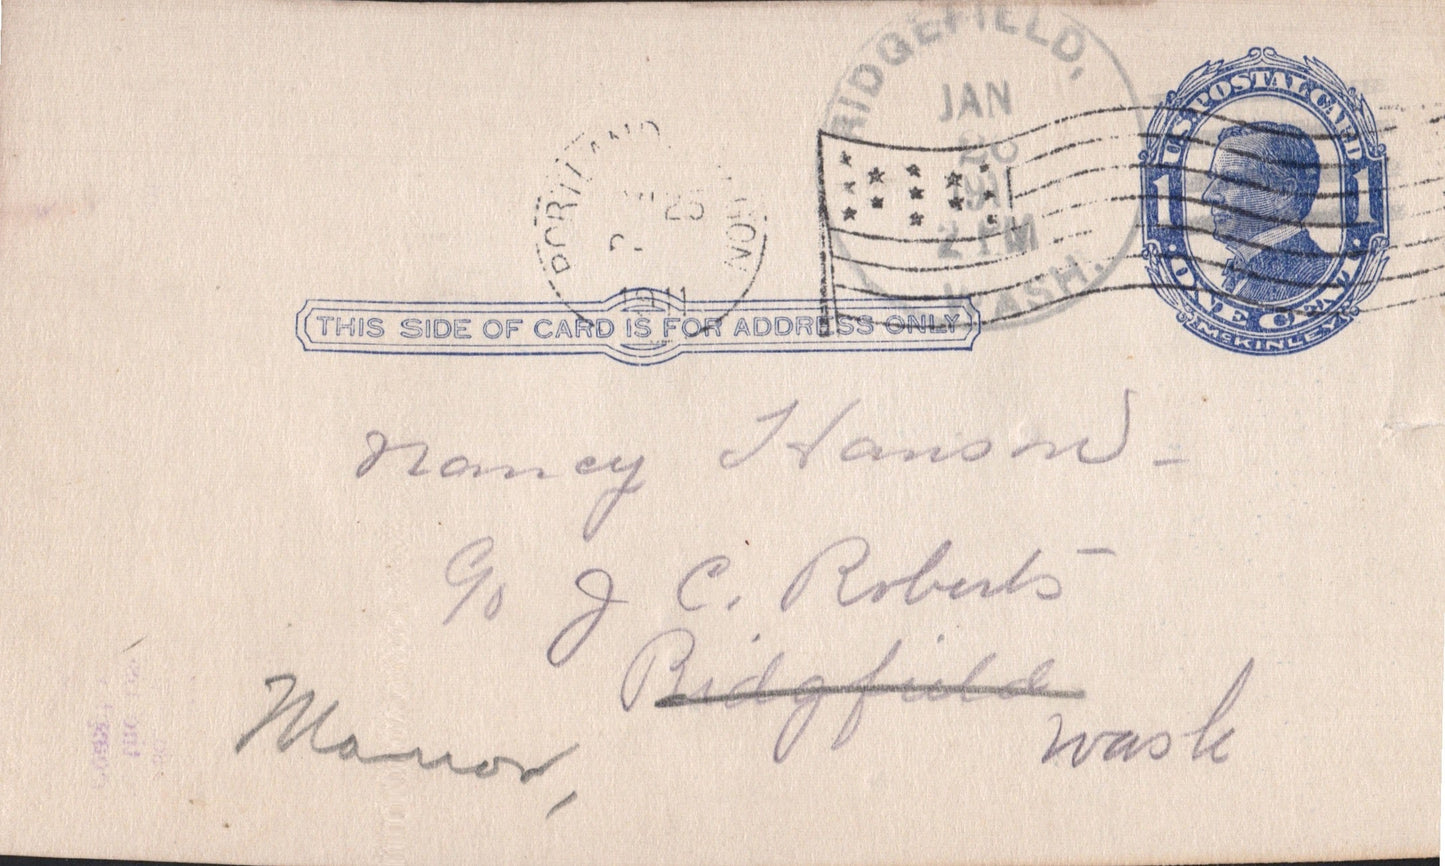 RIDGEFIELD,
JAN
26
191
2 PM
WASH.
PORTLAND
25
1911
U.S. POSTAL CARD
1 1
ONE CENT
McKINLEY
THIS SIDE OF CARD IS FOR ADDRESS ONLY
Nancy Hanson -
c/o J C. Roberts
Ridgfield
Manor, Wash